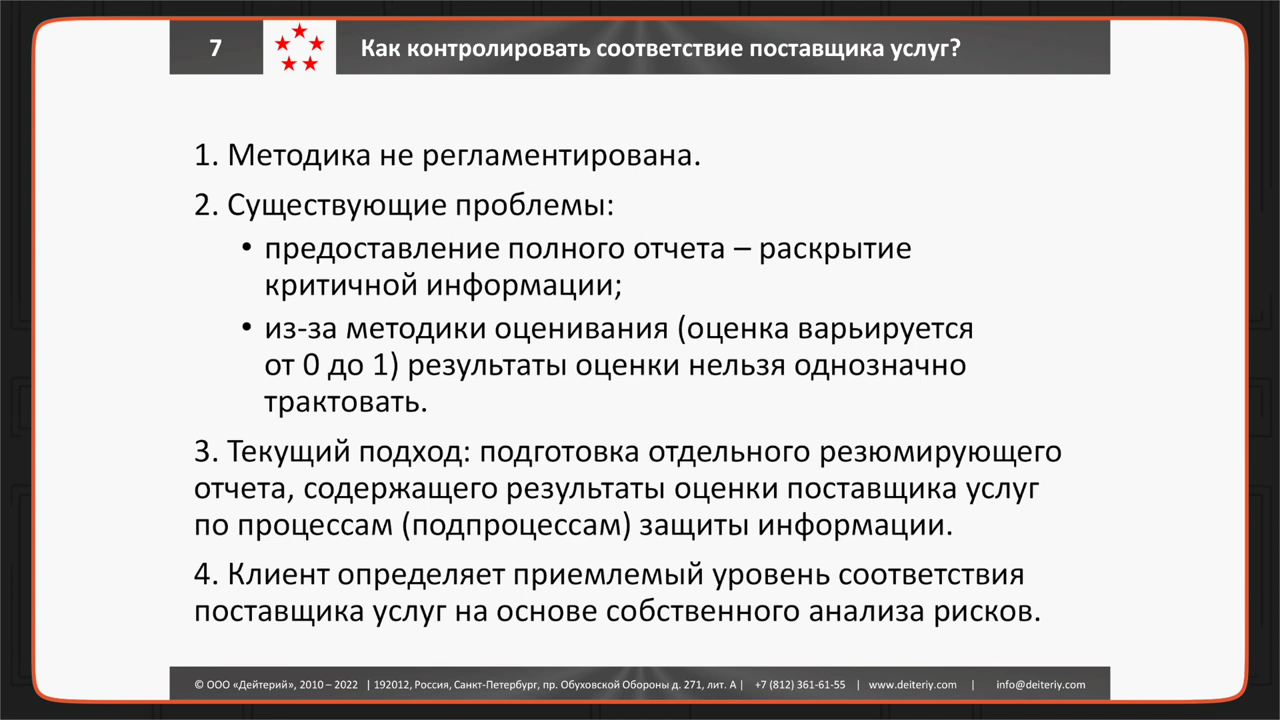 7
Как контролировать соответствие поставщика услуг?
1. Методика не регламентирована.
2. Существующие проблемы:
• предоставление полного отчета – раскрытие
критичной информации;
• из-за методики оценивания (оценка варьируется
от 0 до 1) результаты оценки нельзя однозначно
трактовать.
3. Текущий подход: подготовка отдельного резюмирующего
отчета, содержащего результаты оценки поставщика услуг
по процессам (подпроцессам) защиты информации.
4. Клиент определяет приемлемый уровень соответствия
поставщика услуг на основе собственного анализа рисков.
© ООО «Дейтерий», 2010 – 2022 | 192012, Россия, Санкт-Петербург, пр. Обуховской Обороны д. 271, лит. А | +7 (812) 361-61-55 | www.deiteriy.com | info@deiteriy.com